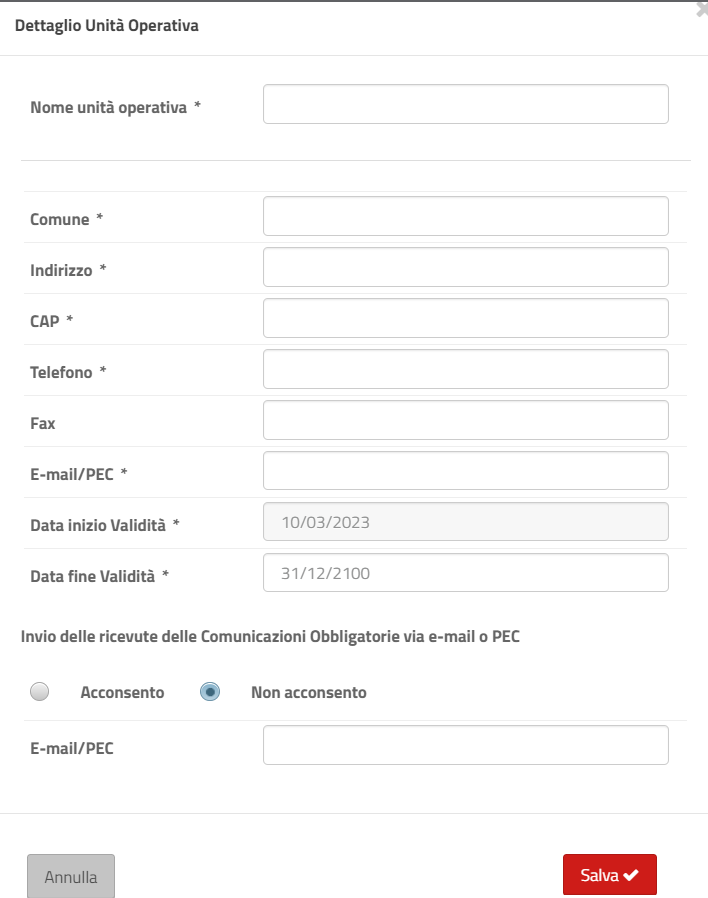 Dettaglio Unità Operativa
Nome unità operativa *
Comune *
Indirizzo *
CAP *
Telefono *
Fax
E-mail/PEC *
Data inizio Validità * 10/03/2023
Data fine Validità * 31/12/2100
Invio delle ricevute delle Comunicazioni Obbligatorie via e-mail o PEC
Acconsento Non acconsento
E-mail/PEC
Annulla Salva